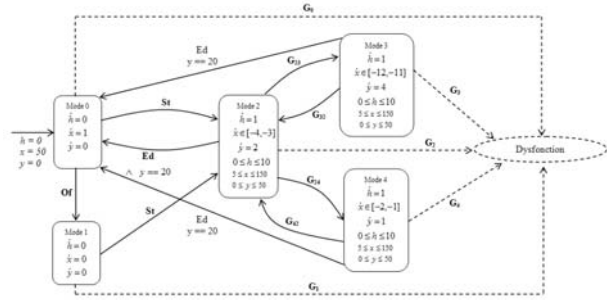 G₀
Ed
y == 20
Mode 0
ḣ = 0
ẋ = 1
ẏ = 0
h = 0
x = 50
y = 0
St
Ed
∧ y == 20
Of
Mode 1
ḣ = 0
ẋ = 0
ẏ = 0
St
Ed
y == 20
G₁
Mode 2
ḣ = 1
ẋ ∈ [−4, −3]
ẏ = 2
0 ≤ h ≤ 10
5 ≤ x ≤ 150
0 ≤ y ≤ 50
G₂₃
G₃₂
Mode 3
ḣ = 1
ẋ ∈ [−12, −11]
ẏ = 4
0 ≤ h ≤ 10
5 ≤ x ≤ 150
0 ≤ y ≤ 50
G₂
G₂₄
G₄₂
Mode 4
ḣ = 1
ẋ ∈ [−2, −1]
ẏ = 1
0 ≤ h ≤ 10
5 ≤ x ≤ 150
0 ≤ y ≤ 50
G₄
Dysfonction